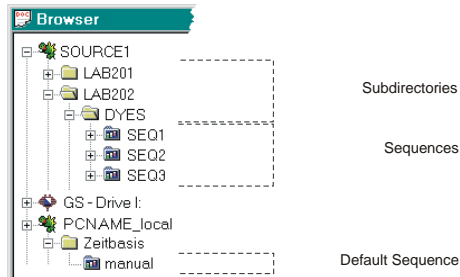 Browser
SOURCE1
LAB201
Subdirectories
LAB202
DYES
SEQ1
Sequences
SEQ2
SEQ3
GS - Drive I:
PCNAME_local
Zeitbasis
manual
Default Sequence